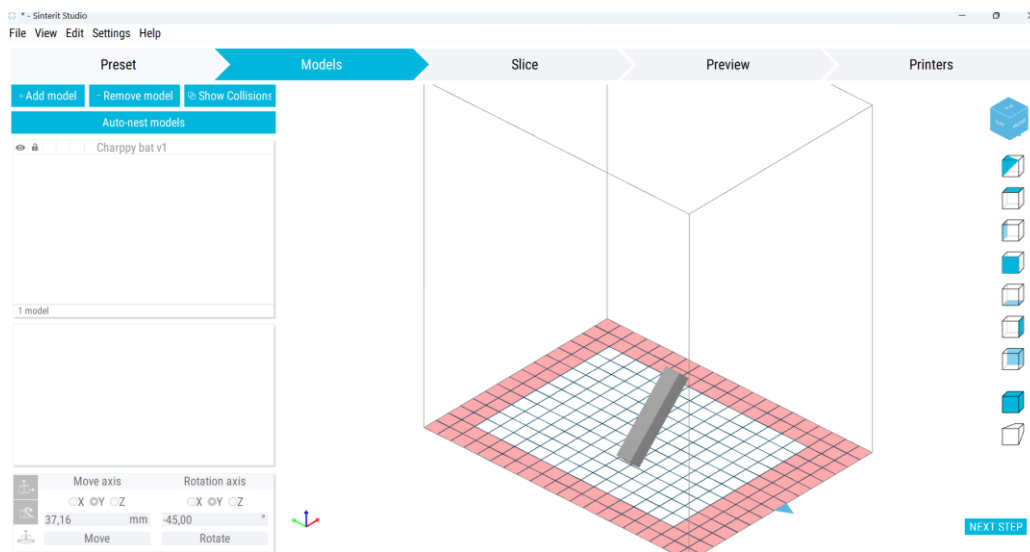 * - Sinterit Studio
File View Edit Settings Help
Preset Models Slice Preview Printers
+Add model - Remove model Show Collisions
Auto-nest models
Charppy bat v1
1 model
Move axis Rotation axis
X Y Z X Y Z
37,16 mm -45,00 °
Move Rotate
NEXT STEP